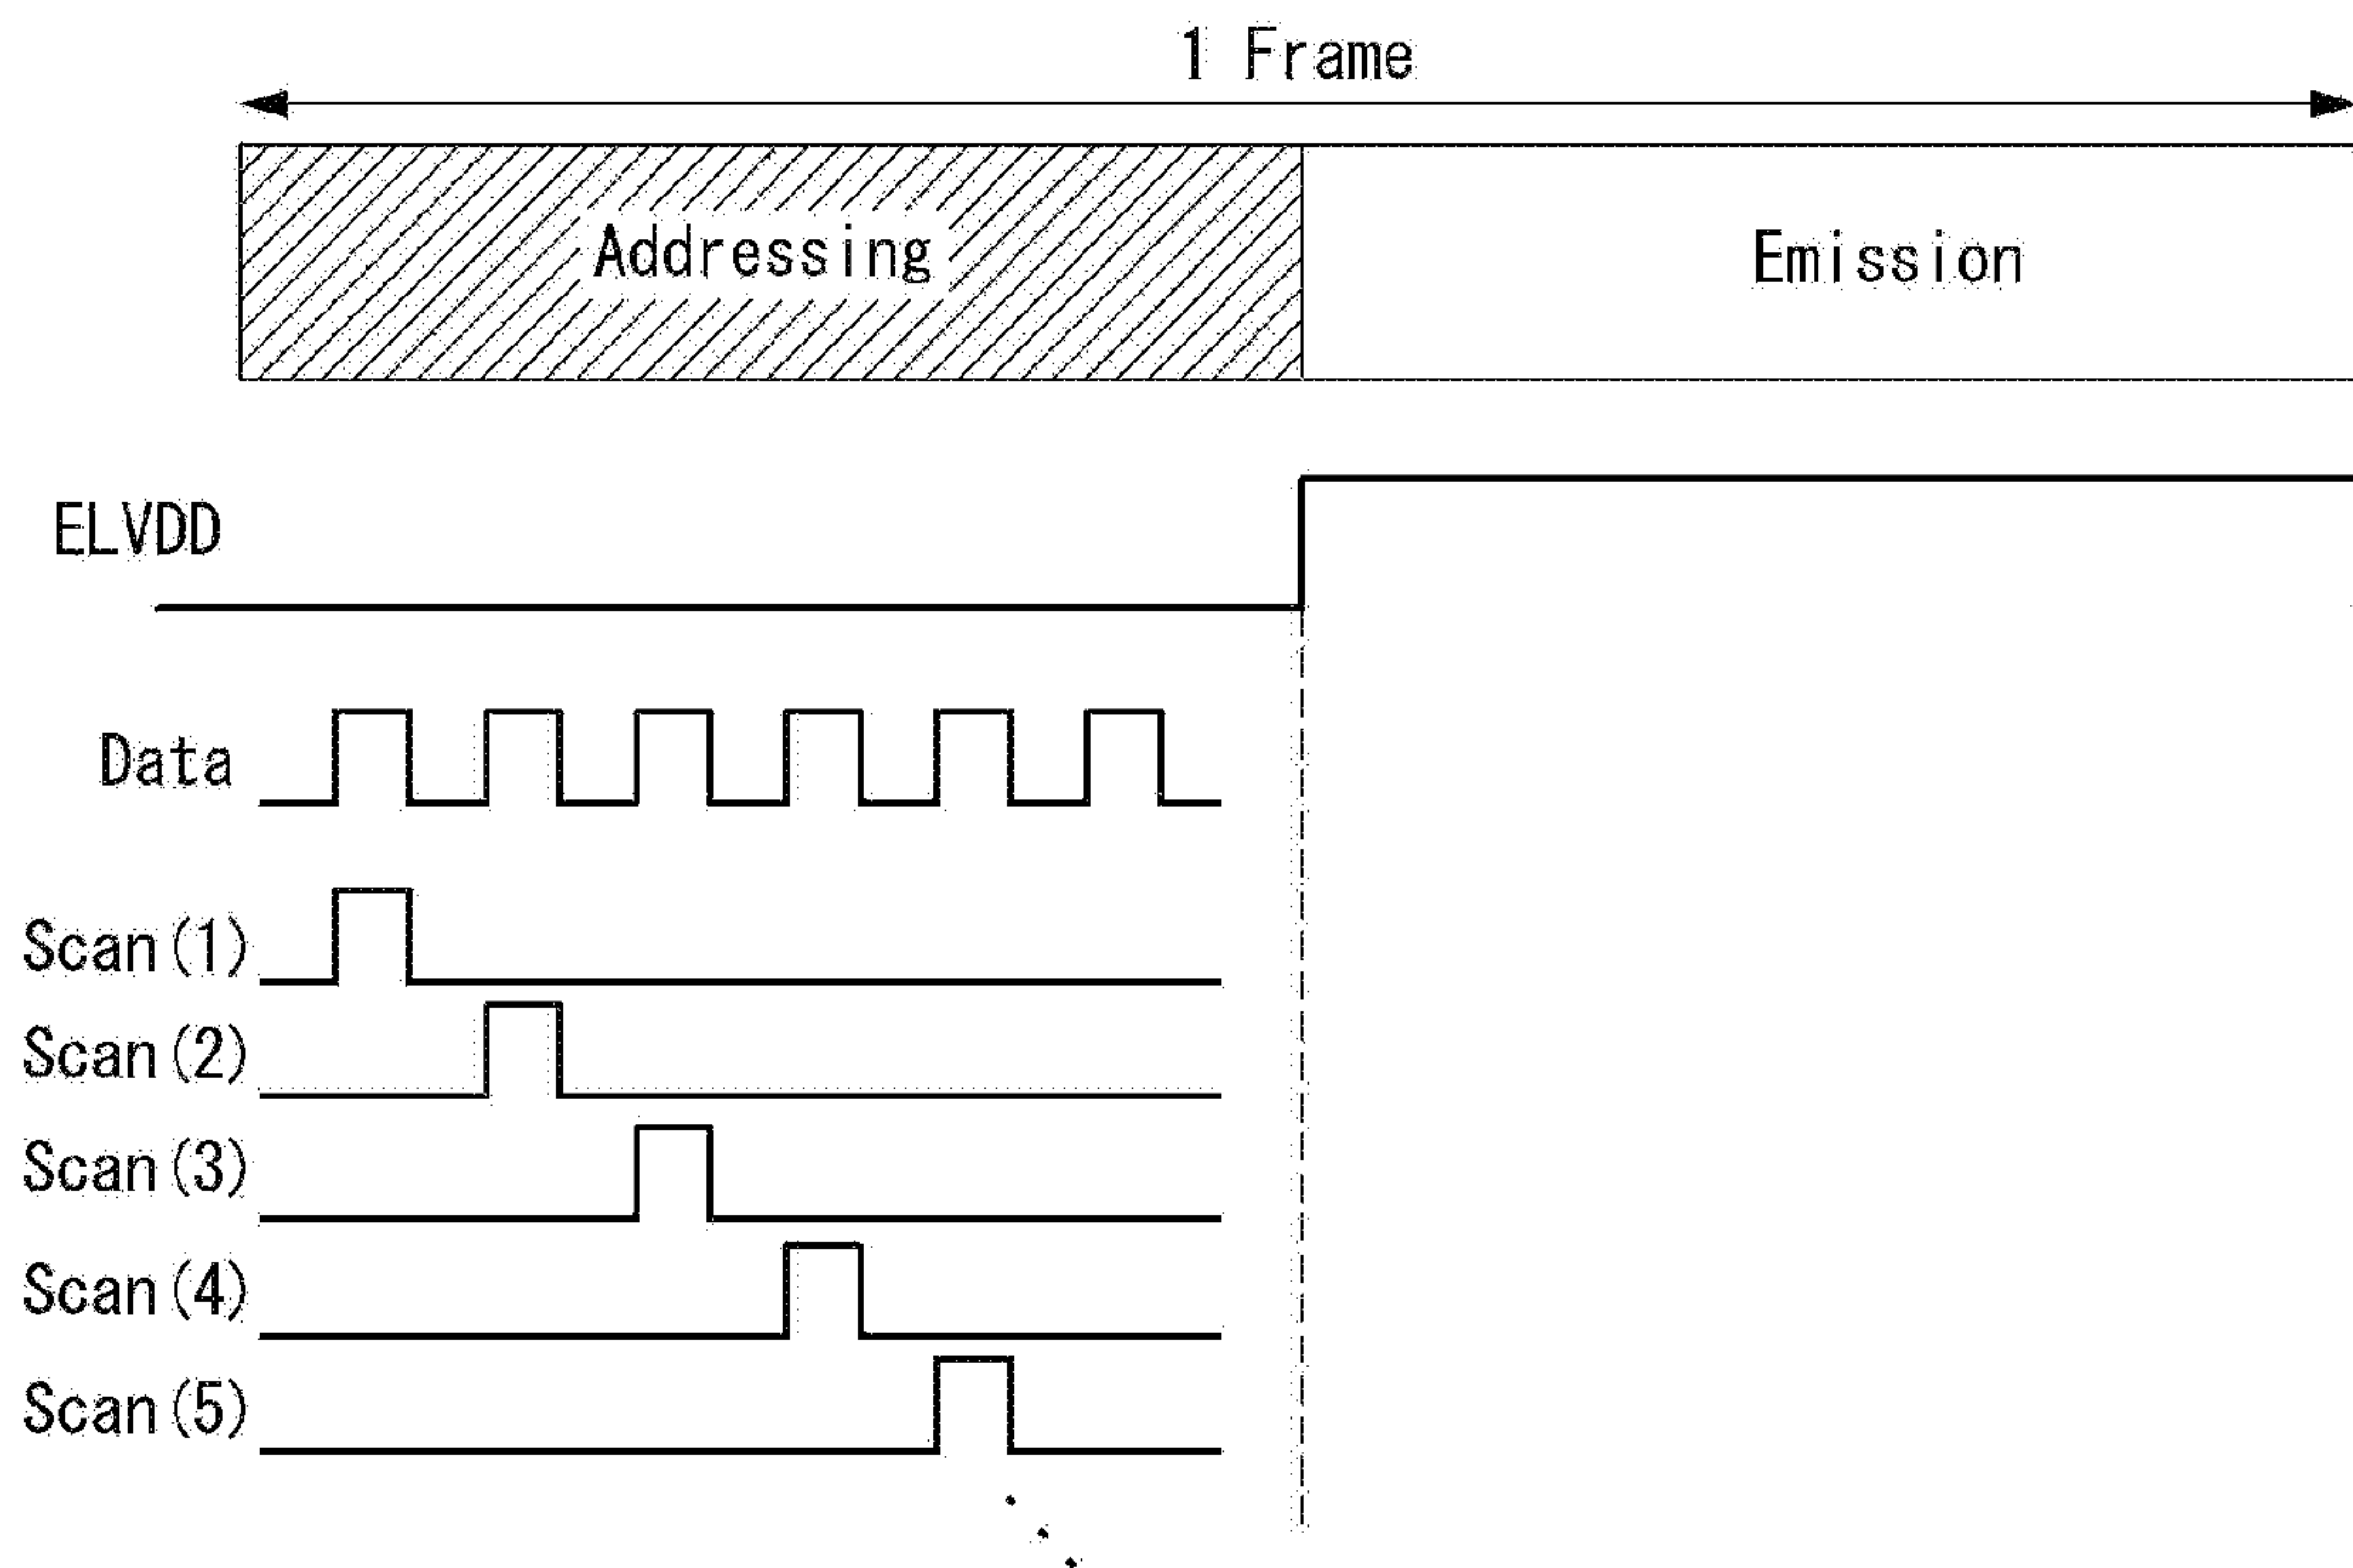 1 Frame
Addressing
Emission
ELVDD
Data
Scan(1)
Scan(2)
Scan(3)
Scan(4)
Scan(5)